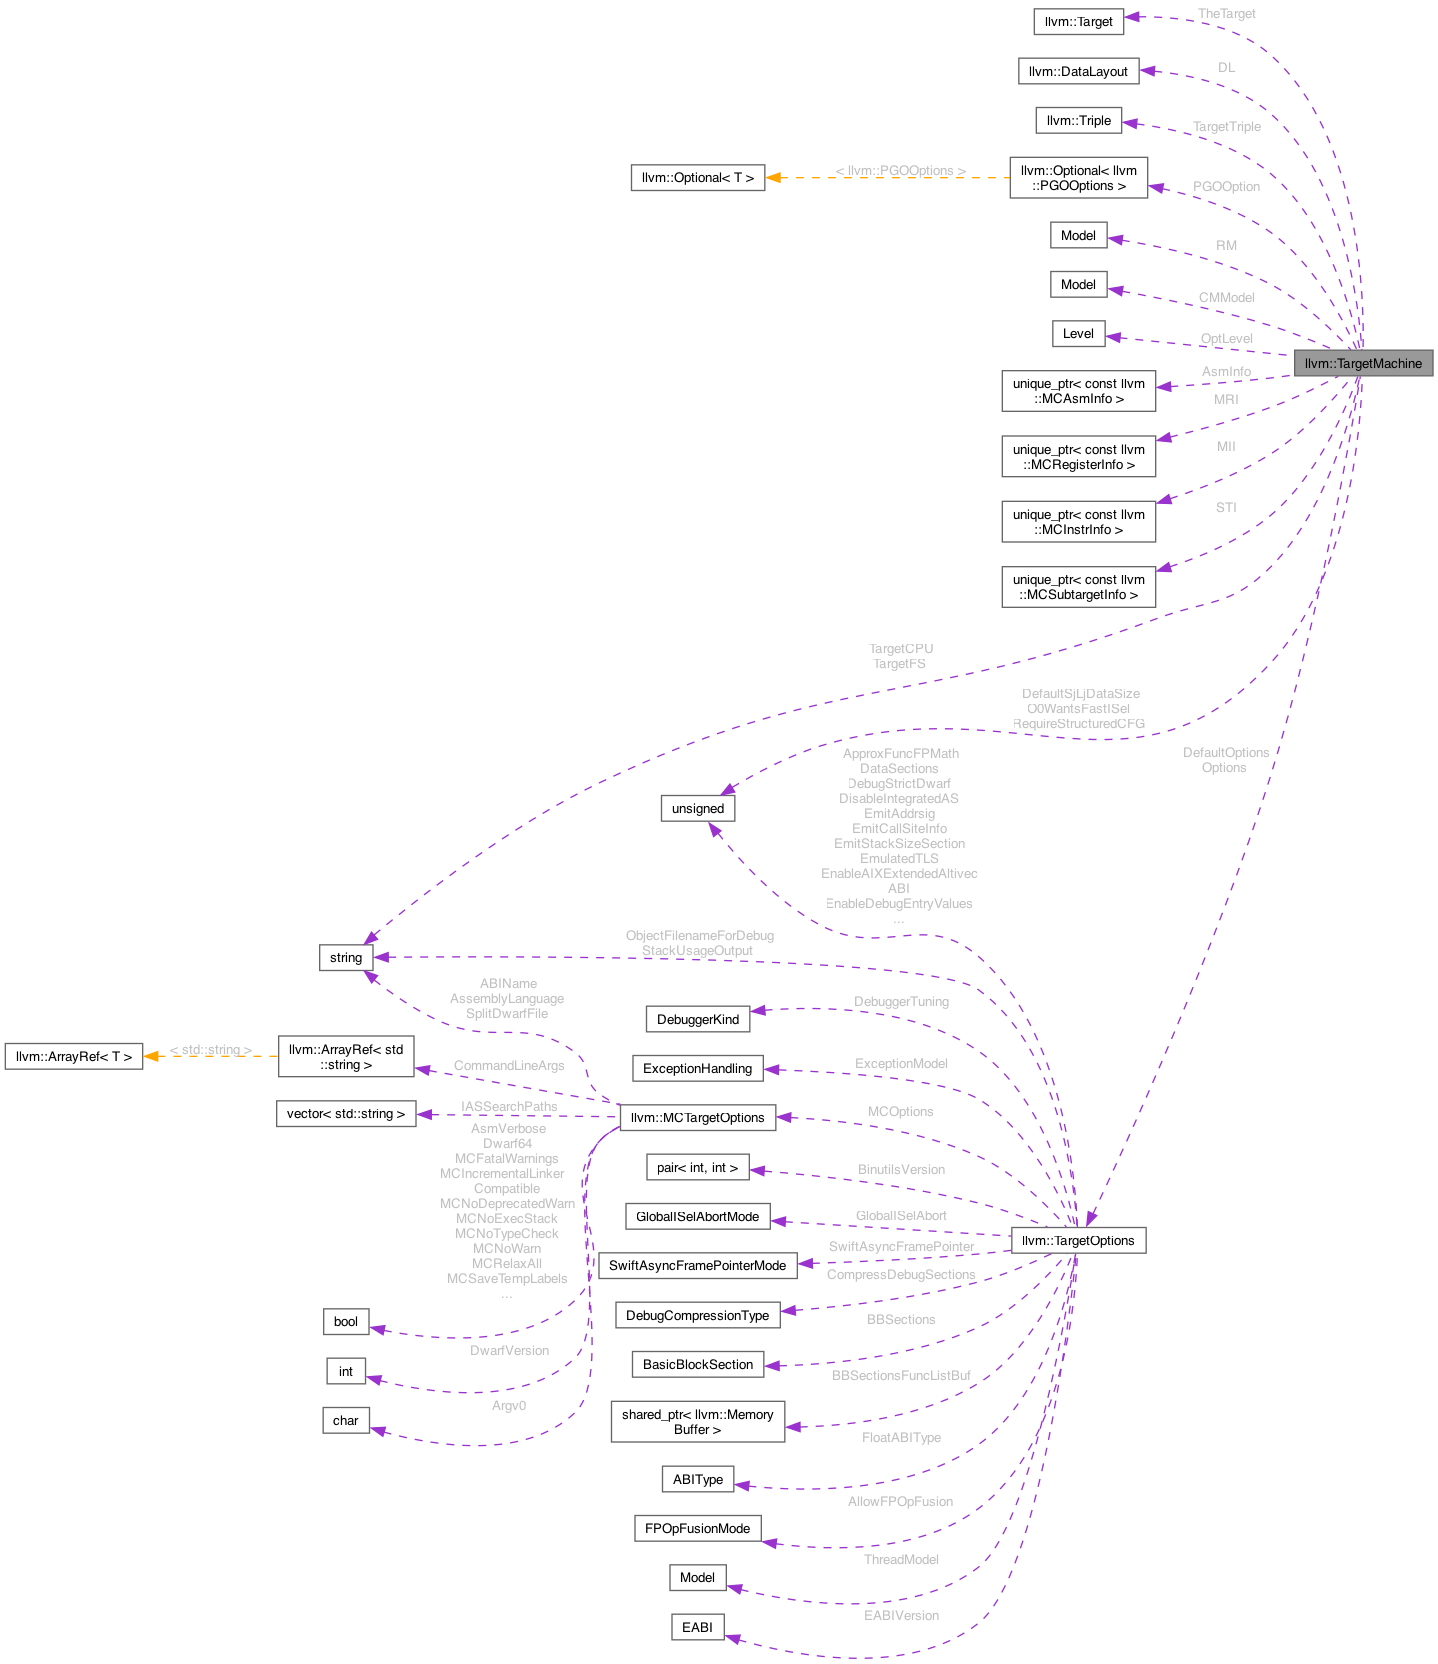 llvm::Target
TheTarget
llvm::DataLayout
DL
llvm::Triple
TargetTriple
llvm::Optional< T >
< llvm::PGOOptions >
llvm::Optional< llvm
::PGOOptions >
PGOOption
Model
RM
Model
CMModel
Level
OptLevel
llvm::TargetMachine
unique_ptr< const llvm
::MCAsmInfo >
AsmInfo
unique_ptr< const llvm
::MCRegisterInfo >
MRI
unique_ptr< const llvm
::MCInstrInfo >
MII
unique_ptr< const llvm
::MCSubtargetInfo >
STI
TargetCPU
TargetFS
DefaultSjLjDataSize
O0WantsFastISel
RequireStructuredCFG
DefaultOptions
Options
unsigned
ApproxFuncFPMath
DataSections
DebugStrictDwarf
DisableIntegratedAS
EmitAddrsig
EmitCallSiteInfo
EmitStackSizeSection
EmulatedTLS
EnableAIXExtendedAltivec
ABI
EnableDebugEntryValues
...
string
ObjectFilenameForDebug
StackUsageOutput
ABIName
AssemblyLanguage
SplitDwarfFile
DebuggerKind
DebuggerTuning
llvm::ArrayRef< T >
< std::string >
llvm::ArrayRef< std
::string >
CommandLineArgs
ExceptionHandling
ExceptionModel
vector< std::string >
IASSearchPaths
llvm::MCTargetOptions
MCOptions
AsmVerbose
Dwarf64
MCFatalWarnings
MCIncrementalLinker
Compatible
MCNoDeprecatedWarn
MCNoExecStack
MCNoTypeCheck
MCNoWarn
MCRelaxAll
MCSaveTempLabels
...
pair< int, int >
BinutilsVersion
GlobalISelAbortMode
GlobalISelAbort
llvm::TargetOptions
SwiftAsyncFramePointerMode
SwiftAsyncFramePointer
DebugCompressionType
CompressDebugSections
bool
BasicBlockSection
BBSections
int
DwarfVersion
char
Argv0
shared_ptr< llvm::Memory
Buffer >
BBSectionsFuncListBuf
ABIType
FloatABIType
FPOpFusionMode
AllowFPOpFusion
Model
ThreadModel
EABI
EABIVersion